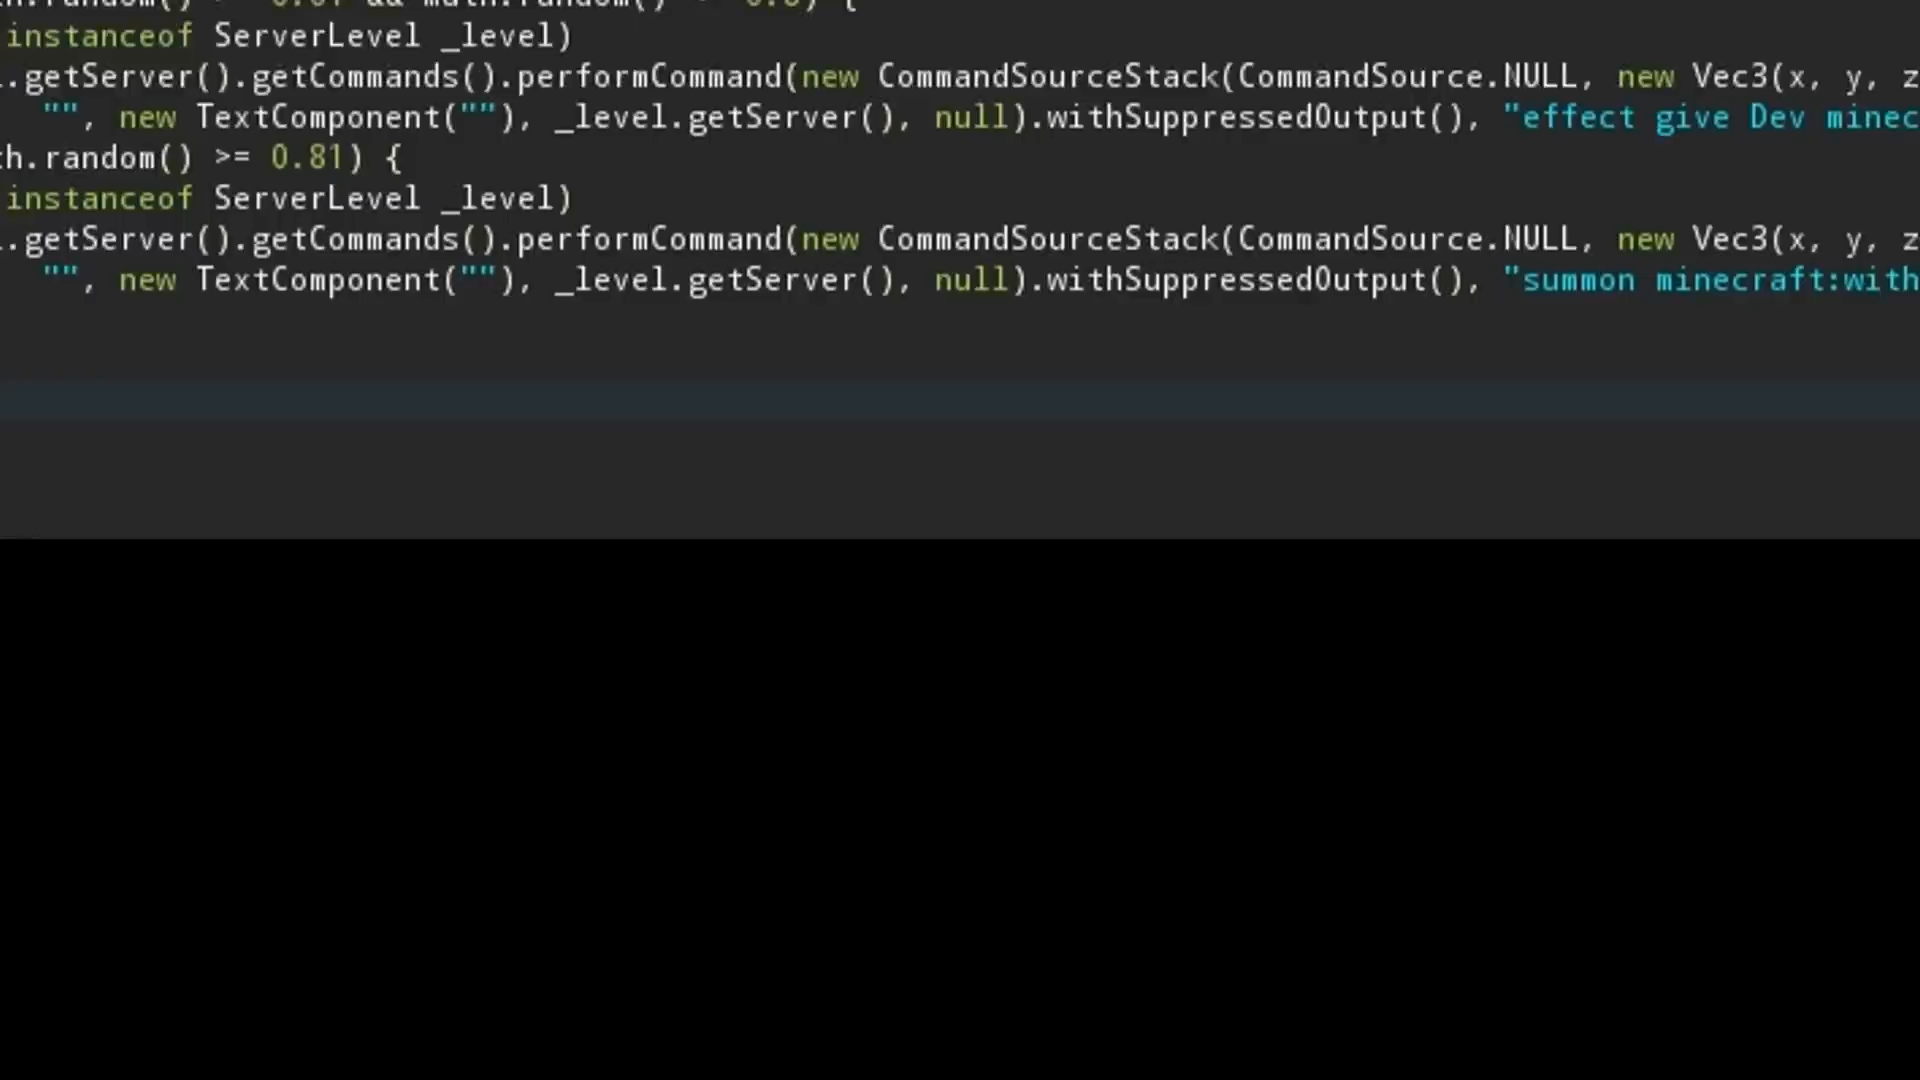 instanceof ServerLevel _level)
.getServer().getCommands().performCommand(new CommandSourceStack(CommandSource.NULL, new Vec3(x, y, z
"", new TextComponent(""), _level.getServer(), null).withSuppressedOutput(), "effect give Dev minec
th.random() >= 0.81) {
instanceof ServerLevel _level)
.getServer().getCommands().performCommand(new CommandSourceStack(CommandSource.NULL, new Vec3(x, y, z
"", new TextComponent(""), _level.getServer(), null).withSuppressedOutput(), "summon minecraft:with